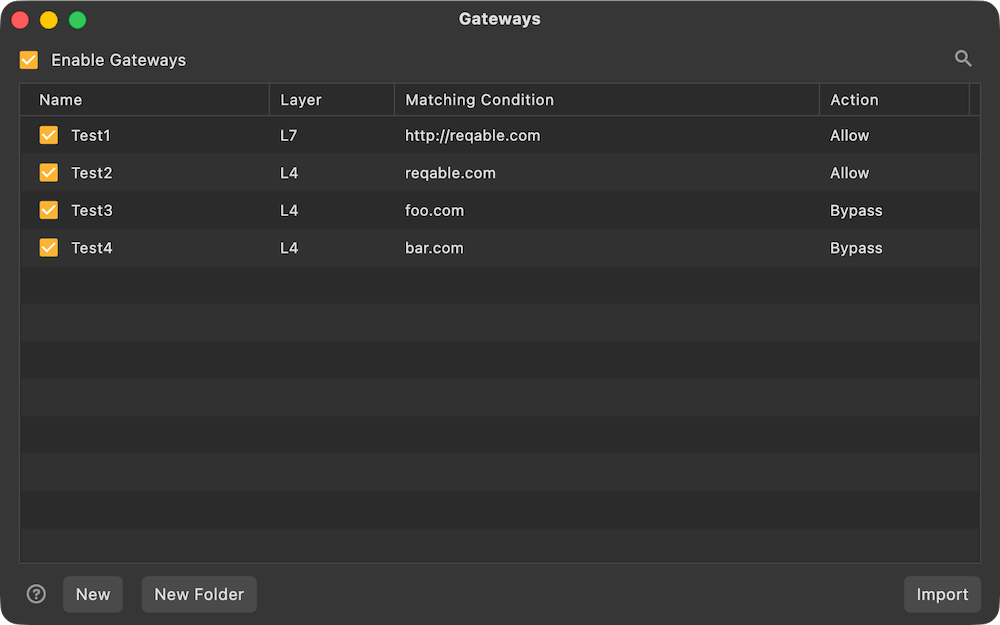 Gateways
Enable Gateways
Name Layer Matching Condition Action
Test1 L7 http://reqable.com Allow
Test2 L4 reqable.com Allow
Test3 L4 foo.com Bypass
Test4 L4 bar.com Bypass
? New New Folder Import